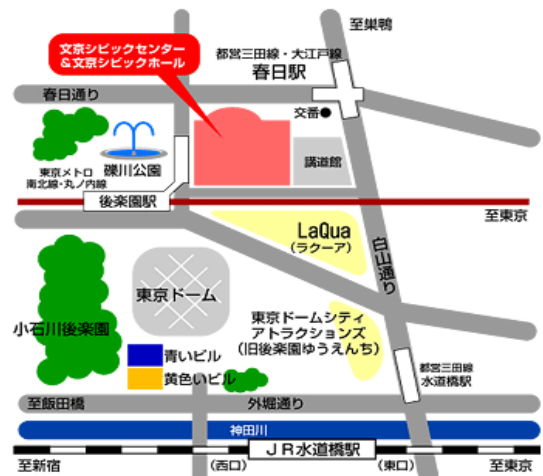 至巣鴨
文京シビックセンター
&文京シビックホール
都営三田線・大江戸線
春日駅
春日通り
交番
講道館
礫川公園
東京メトロ
南北線・丸ノ内線
後楽園駅
至東京
LaQua
(ラクーア)
白山通り
東京ドーム
小石川後楽園
東京ドームシティ
アトラクションズ
(旧後楽園ゆうえんち)
青いビル
黄色いビル
都営三田線
水道橋駅
至飯田橋
外堀通り
神田川
JR水道橋駅
至新宿
(西口)
(東口)
至東京